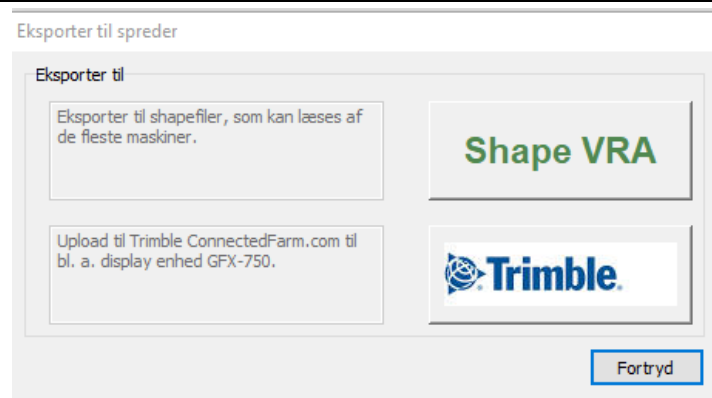 Eksporter til spreder
Eksporter til
Eksporter til shapefiler, som kan læses af
de fleste maskiner.
Shape VRA
Upload til Trimble ConnectedFarm.com til
bl. a. display enhed GFX-750.
Trimble.
Fortryd